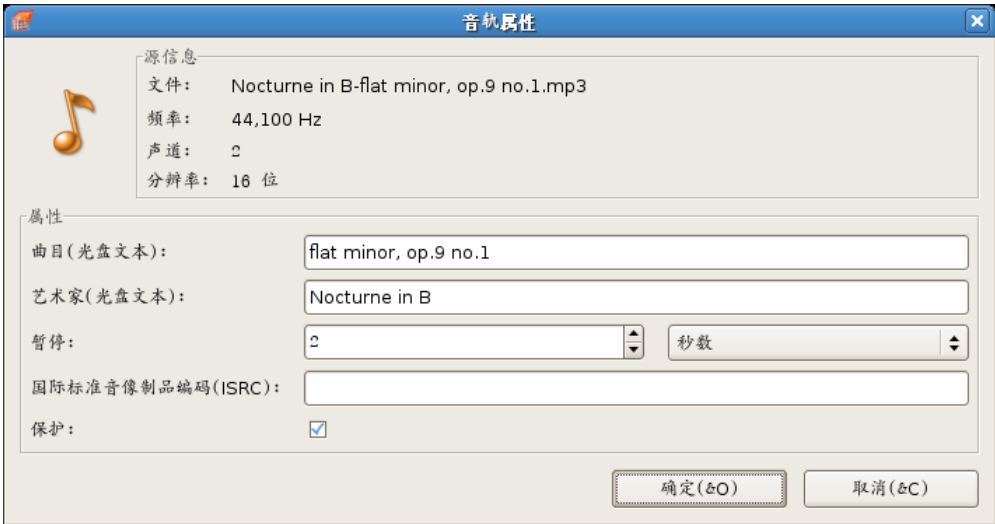 音轨属性
源信息
文件: Nocturne in B-flat minor, op.9 no.1.mp3
频率: 44,100 Hz
声道: 2
分辨率: 16 位
属性
曲目(光盘文本): flat minor, op.9 no.1
艺术家(光盘文本): Nocturne in B
暂停: 2 秒数
国际标准音像制品编码(ISRC):
保护:
确定(&O) 取消(&C)